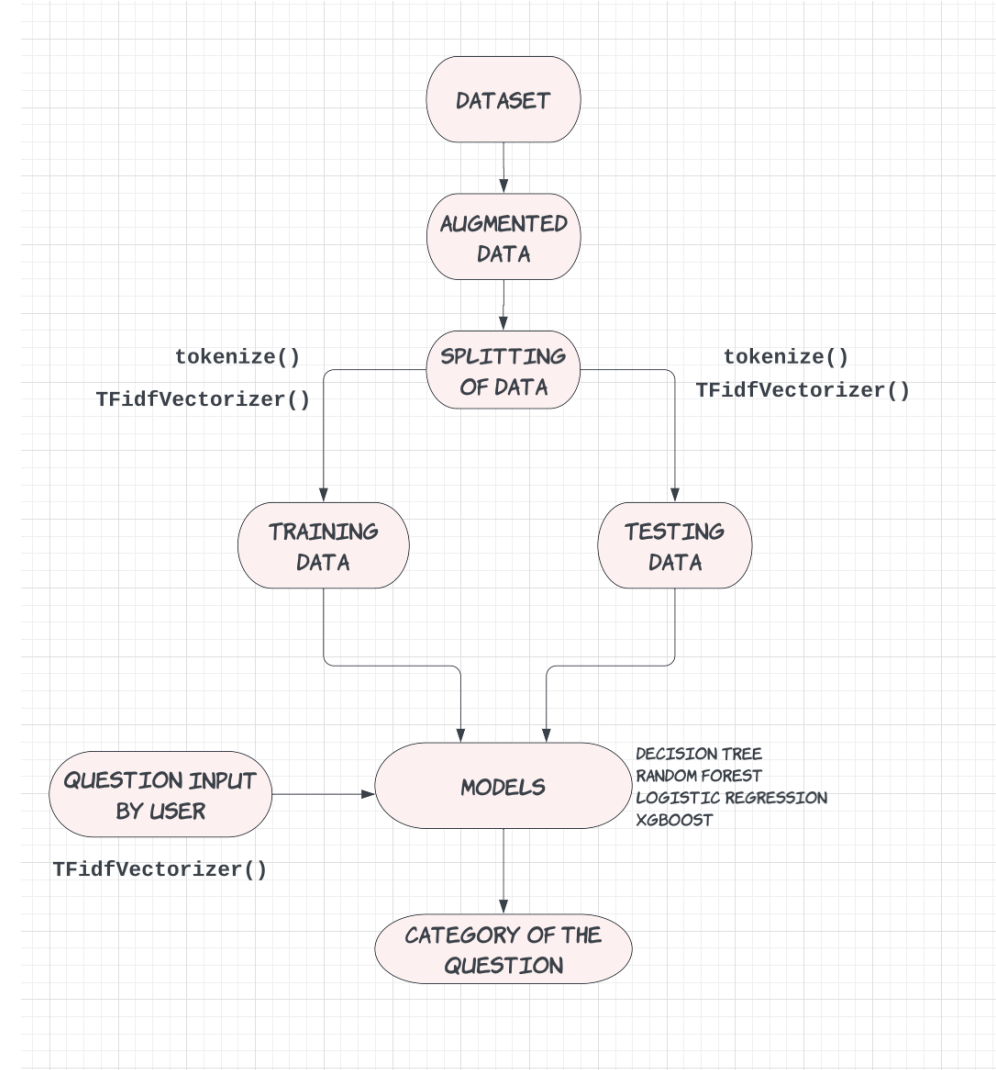 DATASET
AUGMENTED
DATA
SPLITTING
OF DATA
tokenize()
TFidfVectorizer()
tokenize()
TFidfVectorizer()
TRAINING
DATA
TESTING
DATA
QUESTION INPUT
BY USER
TFidfVectorizer()
MODELS
DECISION TREE
RANDOM FOREST
LOGISTIC REGRESSION
XGBOOST
CATEGORY OF THE
QUESTION